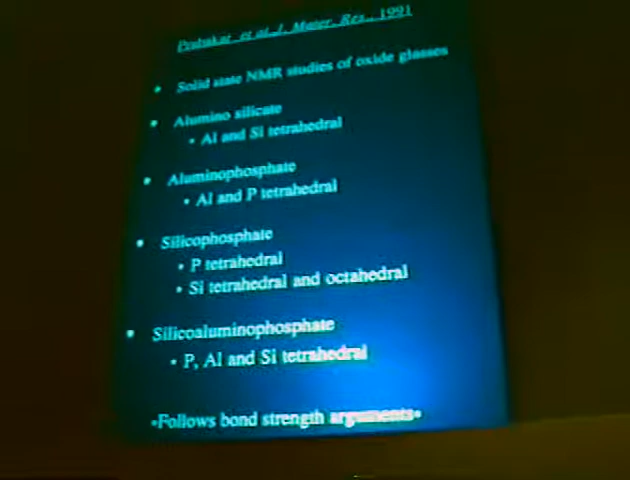 et al J. Mater. Res., 1991
• Solid state NMR studies of oxide glasses
• Alumino silicate
• Al and Si tetrahedral
• Aluminophosphate
• Al and P tetrahedral
• Silicophosphate
• P tetrahedral
• Si tetrahedral and octahedral
• Silicoaluminophosphate
• P, Al and Si tetrahedral
•Follows bond strength arguments•